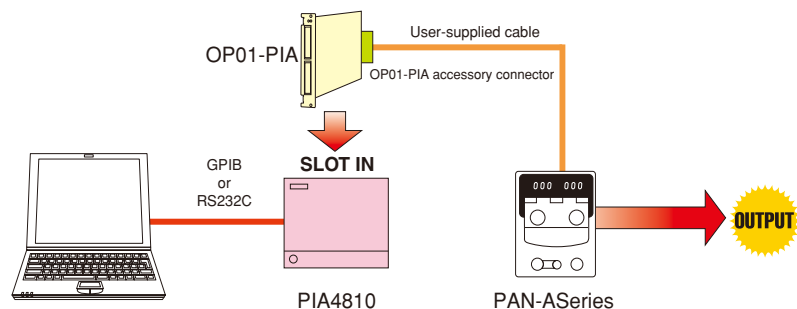 User-supplied cable
OP01-PIA
OP01-PIA accessory connector
GPIB
or
RS232C
SLOT IN
000 000
OUTPUT
PIA4810
PAN-ASeries